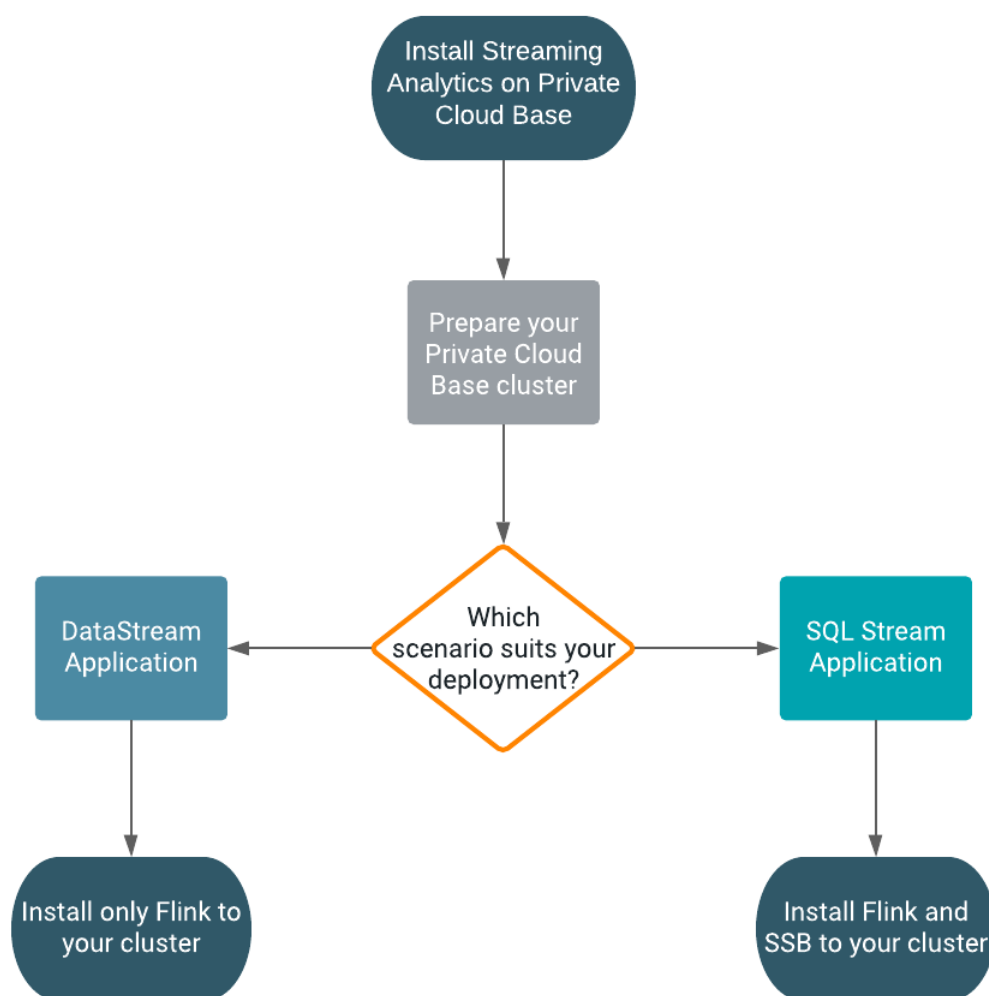 Install Streaming
Analytics on Private
Cloud Base
Prepare your
Private Cloud
Base cluster
Which
scenario suits your
deployment?
DataStream
Application
SQL Stream
Application
Install only Flink to
your cluster
Install Flink and
SSB to your cluster